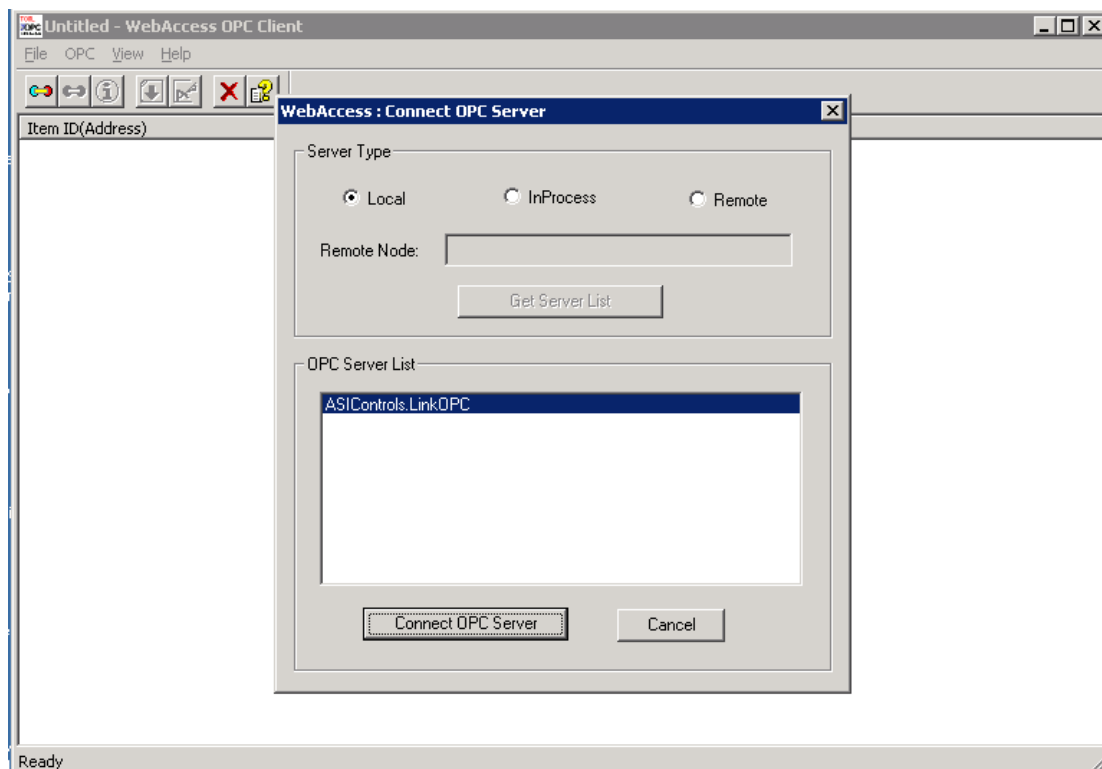 Untitled - WebAccess OPC Client
File OPC View Help
Item ID(Address)
WebAccess : Connect OPC Server
Server Type
Local InProcess Remote
Remote Node:
Get Server List
OPC Server List
ASIControls.LinkOPC
Connect OPC Server Cancel
Ready